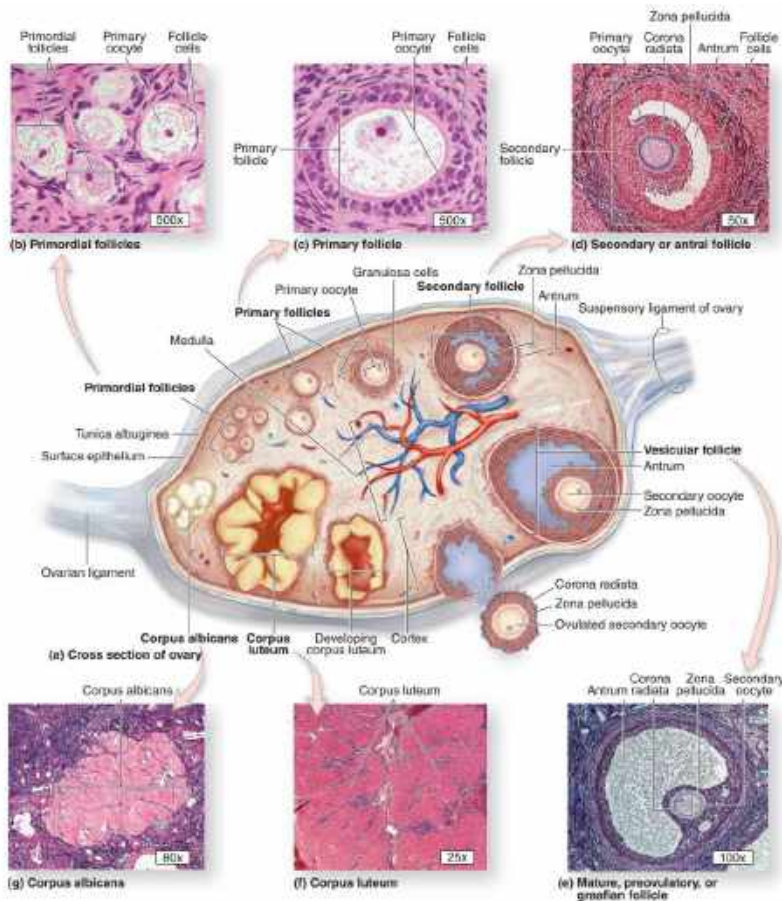 Zona pellucida
Primordial follicles
Primary oocyte
Follicle cells
Primary oocyte
Follicle cells
Primary oocyte
Corona radiata
Antrum
Follicle cells
Primary follicle
Secondary follicle
500x
500x
50x
(b) Primordial follicles
(c) Primary follicle
(d) Secondary or antral follicle
Granulosa cells
Primary oocyte
Primary follicles
Medulla
Secondary follicle
Zona pellucida
Antrum
Suspensory ligament of ovary
Primordial follicles
Tunica albuginea
Surface epithelium
Vesicular follicle
Antrum
Secondary oocyte
Zona pellucida
Ovarian ligament
Corona radiata
Zona pellucida
Ovulated secondary oocyte
Corpus albicans
Corpus luteum
Developing corpus luteum
Cortex
(a) Cross section of ovary
Corpus albicans
Corpus luteum
Antrum
Corona radiata
Zona pellucida
Secondary oocyte
80x
25x
100x
(g) Corpus albicans
(f) Corpus luteum
(e) Mature, preovulatory, or
graafian follicle